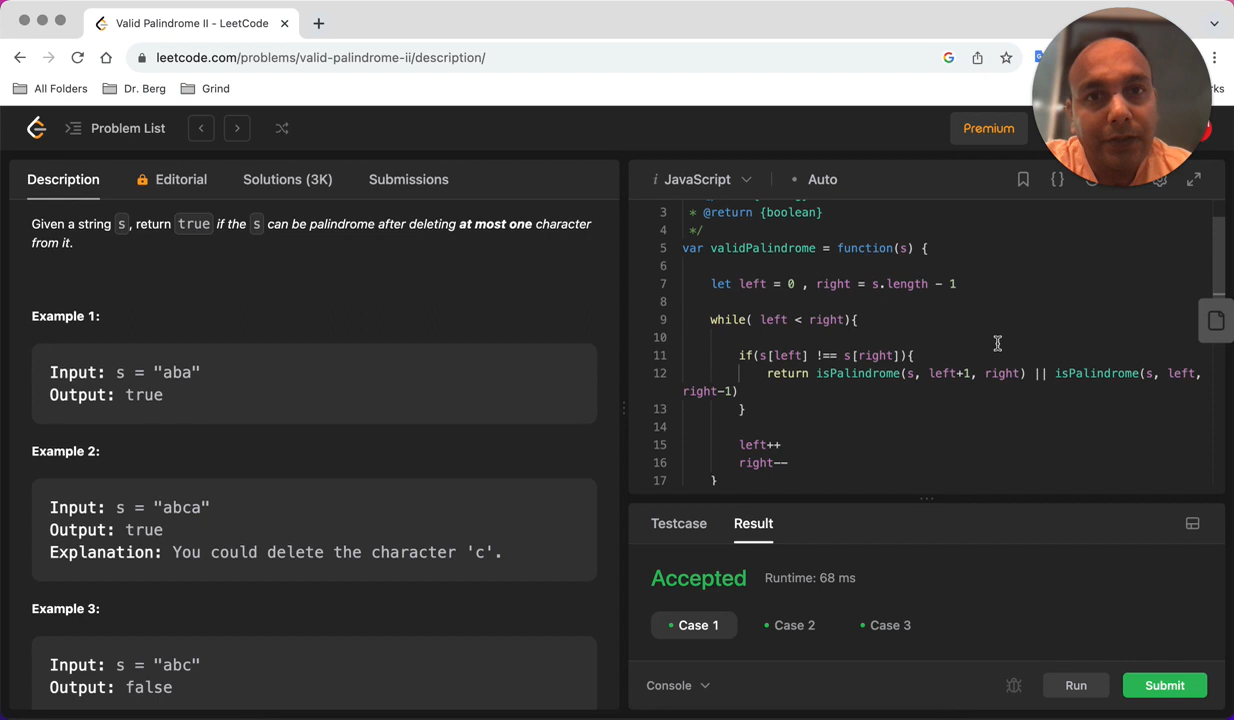 Valid Palindrome II - LeetCode
leetcode.com/problems/valid-palindrome-ii/description/
All Folders
Dr. Berg
Grind
Problem List
Premium
Description
Editorial
Solutions (3K)
Submissions
Given a string s, return true if the s can be palindrome after deleting at most one character
from it.
Example 1:
Input: s = "aba"
Output: true
Example 2:
Input: s = "abca"
Output: true
Explanation: You could delete the character 'c'.
Example 3:
Input: s = "abc"
Output: false
i JavaScript
• Auto
{}
3 * @return {boolean}
4 */
5 var validPalindrome = function(s) {
6
7 let left = 0 , right = s.length - 1
8
9 while( left < right){
10
11 if(s[left] !== s[right]){
12 return isPalindrome(s, left+1, right) || isPalindrome(s, left,
right-1)
13 }
14
15 left++
16 right--
17 }
Testcase
Result
Accepted
Runtime: 68 ms
• Case 1
• Case 2
• Case 3
Console
Run
Submit